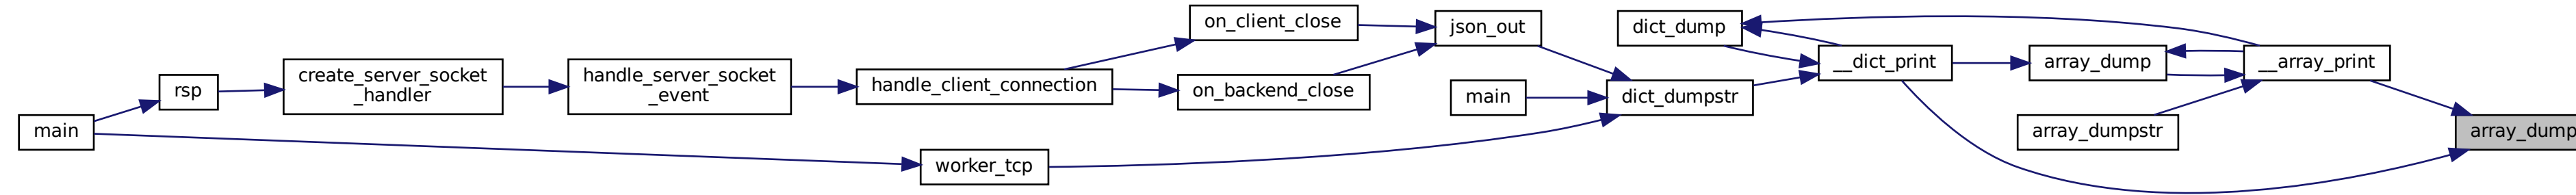 main
rsp
create_server_socket
_handler
handle_server_socket
_event
handle_client_connection
worker_tcp
on_client_close
on_backend_close
json_out
main
dict_dump
dict_dumpstr
__dict_print
array_dump
array_dumpstr
__array_print
array_dump